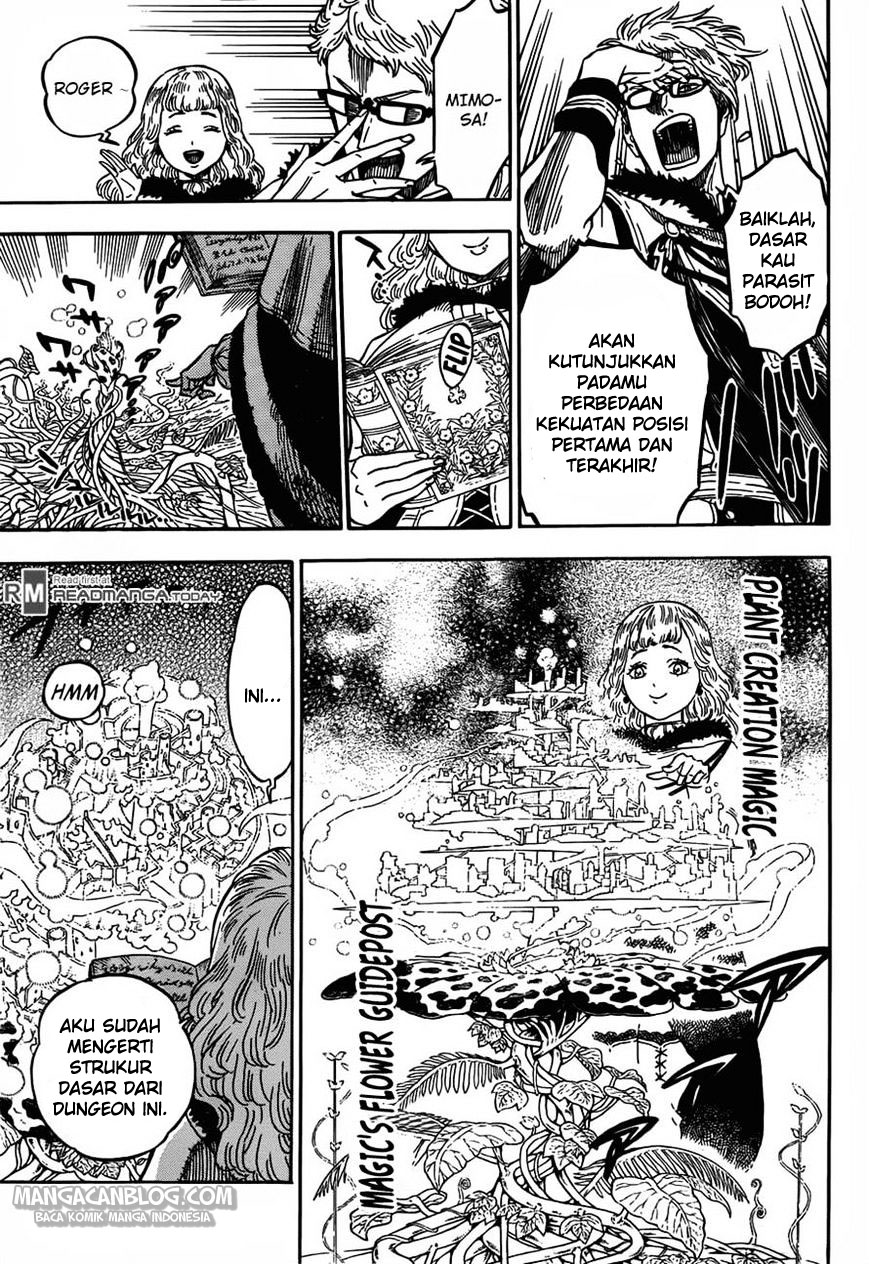 BAIKLAH,
DASAR
KAU
PARASIT
BODOH!
AKAN
KUTUNJUKKAN
PADAMU
PERBEDAAN
KEKUATAN POSISI
PERTAMA DAN
TERAKHIR!
MIMO-
SA!
ROGER
FLIP
PLANT CREATION MAGIC
MAGIC'S FLOWER GUIDEPOST
INI...
HMM
AKU SUDAH
MENGERTI
STRUKUR
DASAR DARI
DUNGEON INI.
RM
Read first at
READMANGA.TODAY
MANGACANBLOG.COM
BACA KOMIK MANGA INDONESIA